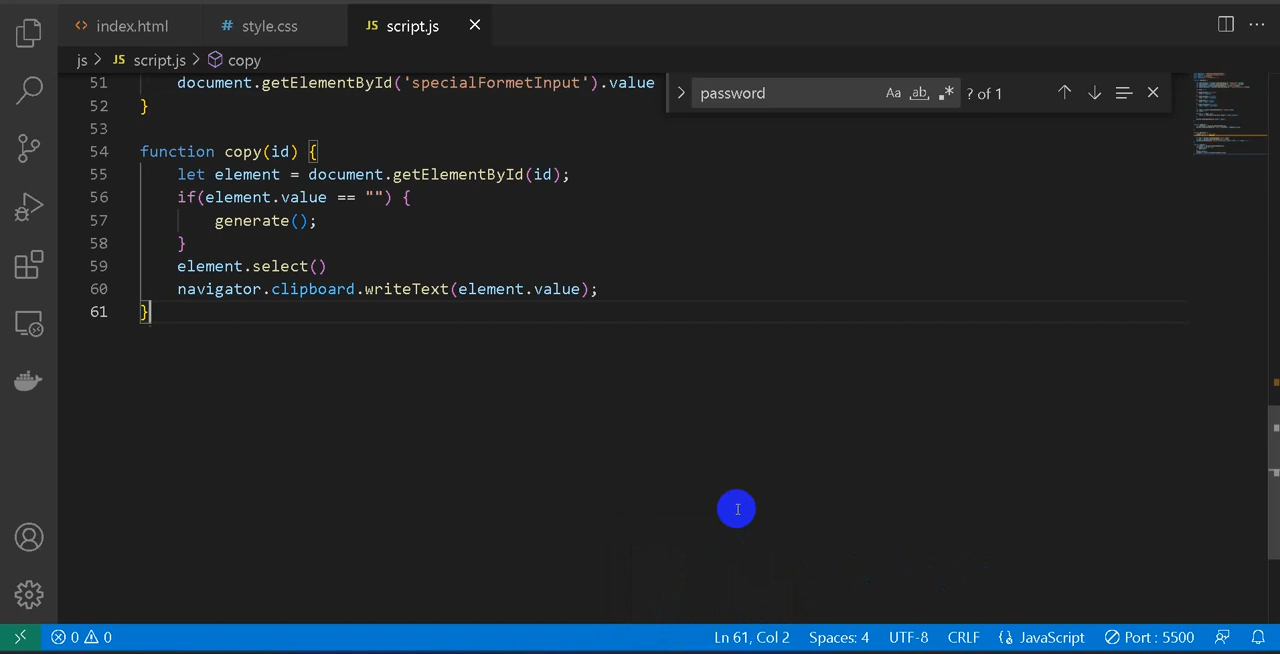 index.html
# style.css
JS script.js
js > JS script.js > copy
51 document.getElementById('specialFormetInput').value
password Aa ab .* ? of 1
52 }
53
54 function copy(id) {
55 let element = document.getElementById(id);
56 if(element.value == "") {
57 generate();
58 }
59 element.select()
60 navigator.clipboard.writeText(element.value);
61 }
0 0 Ln 61, Col 2 Spaces: 4 UTF-8 CRLF JavaScript Port : 5500